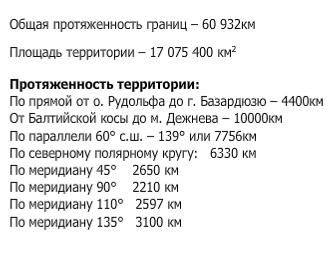 Общая протяженность границ – 60 932км
Площадь территории – 17 075 400 км²
Протяженность территории:
По прямой от о. Рудольфа до г. Базардюзю – 4400км
От Балтийской косы до м. Дежнева – 10000км
По параллели 60° с.ш. – 139° или 7756км
По северному полярному кругу: 6330 км
По меридиану 45° 2650 км
По меридиану 90° 2210 км
По меридиану 110° 2597 км
По меридиану 135° 3100 км